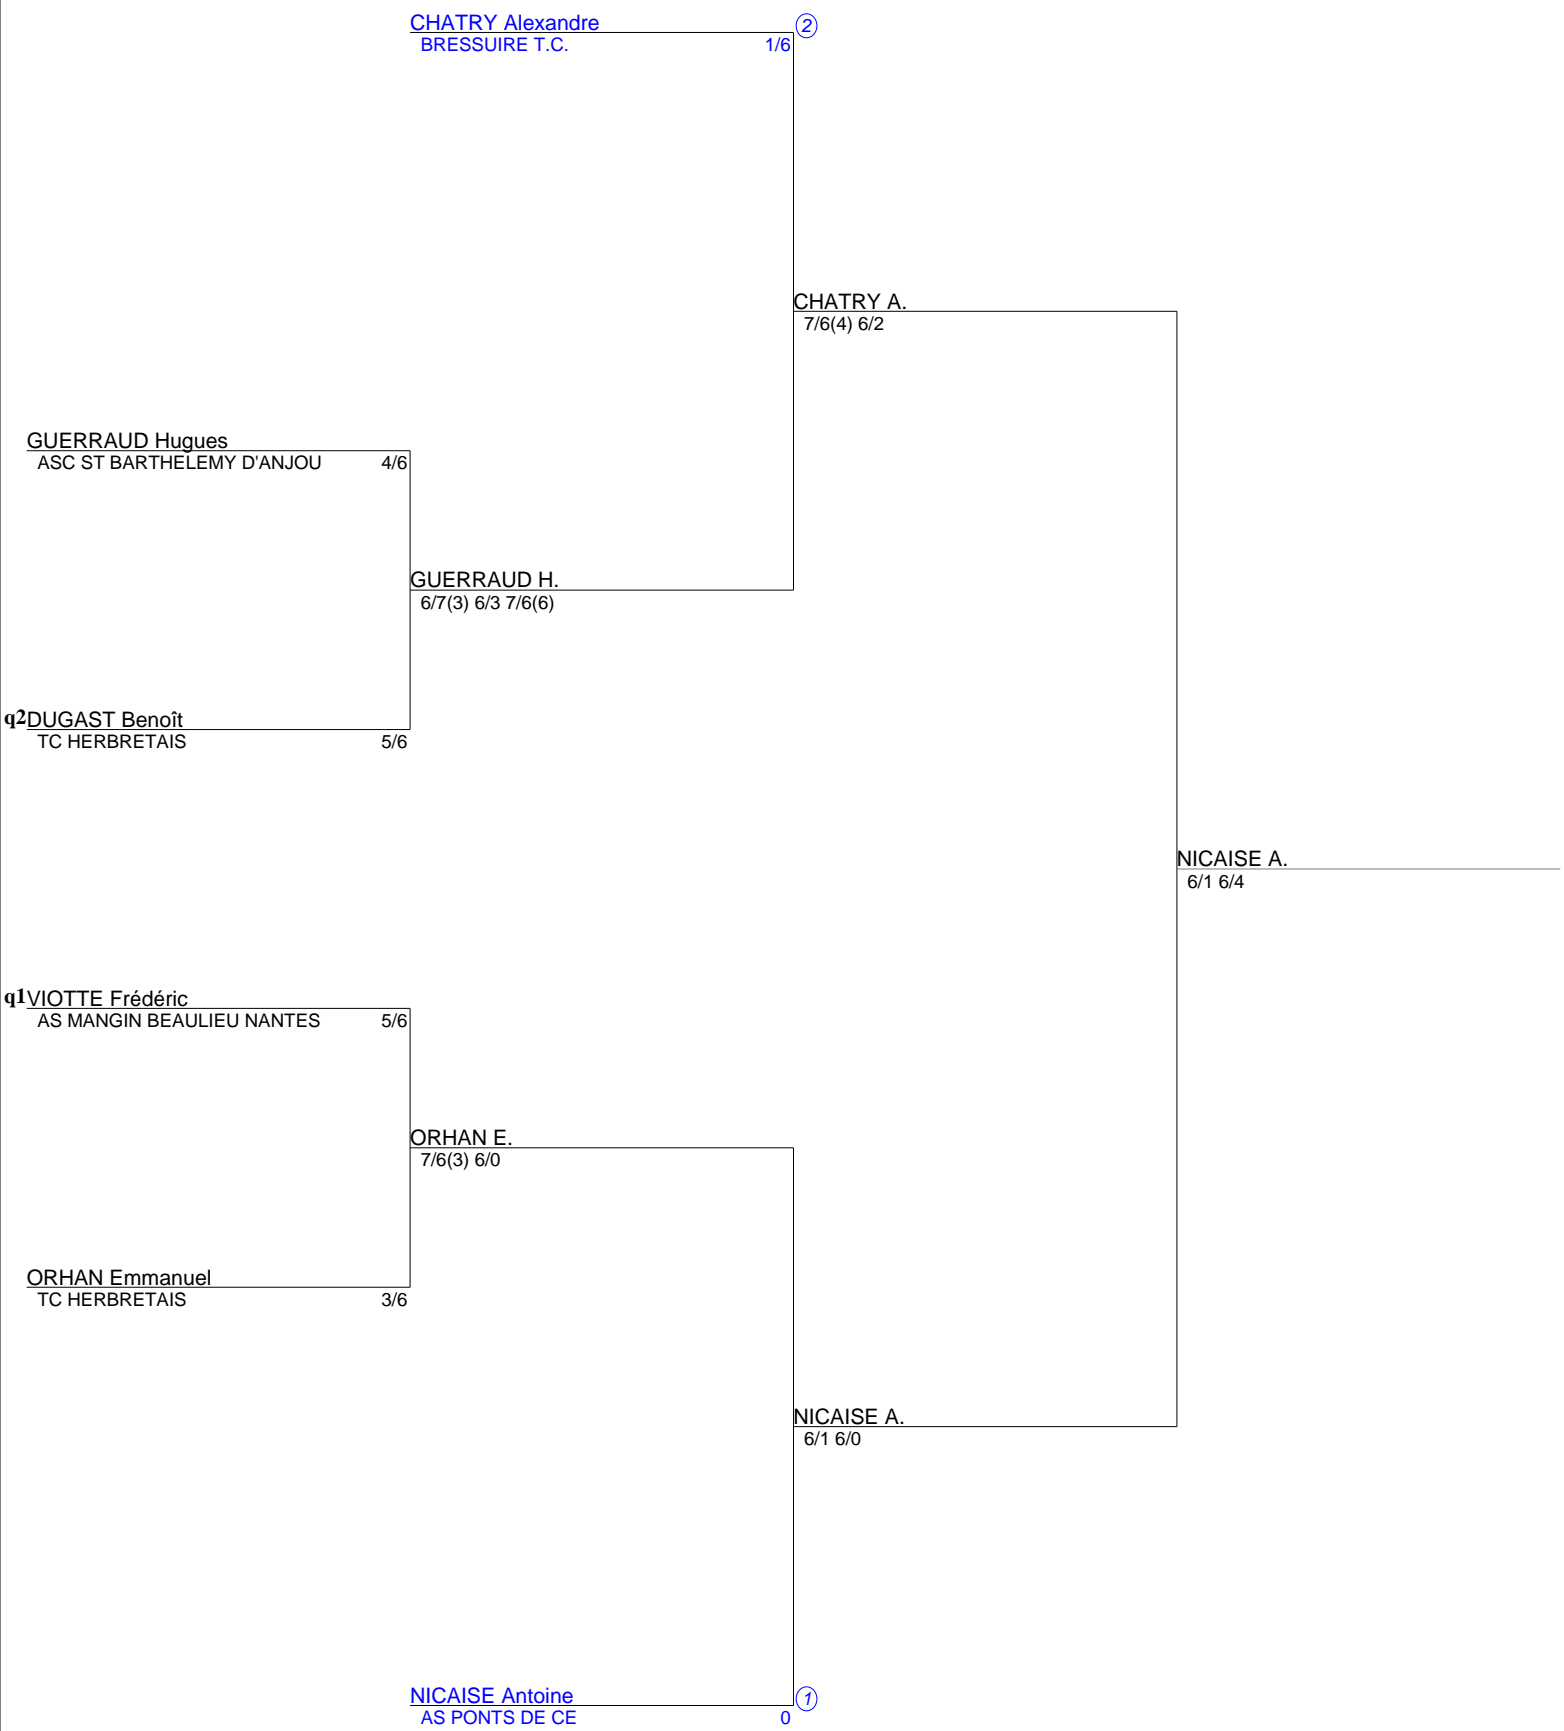 CHATRY Alexandre 2
BRESSUIRE T.C. 1/6
CHATRY A.
7/6(4) 6/2
GUERRAUD Hugues
ASC ST BARTHELEMY D'ANJOU 4/6
GUERRAUD H.
6/7(3) 6/3 7/6(6)
q2 DUGAST Benoît
TC HERBRETAIS 5/6
NICAISE A.
6/1 6/4
q1 VIOTTE Frédéric
AS MANGIN BEAULIEU NANTES 5/6
ORHAN E.
7/6(3) 6/0
ORHAN Emmanuel
TC HERBRETAIS 3/6
NICAISE A.
6/1 6/0
NICAISE Antoine 1
AS PONTS DE CE 0